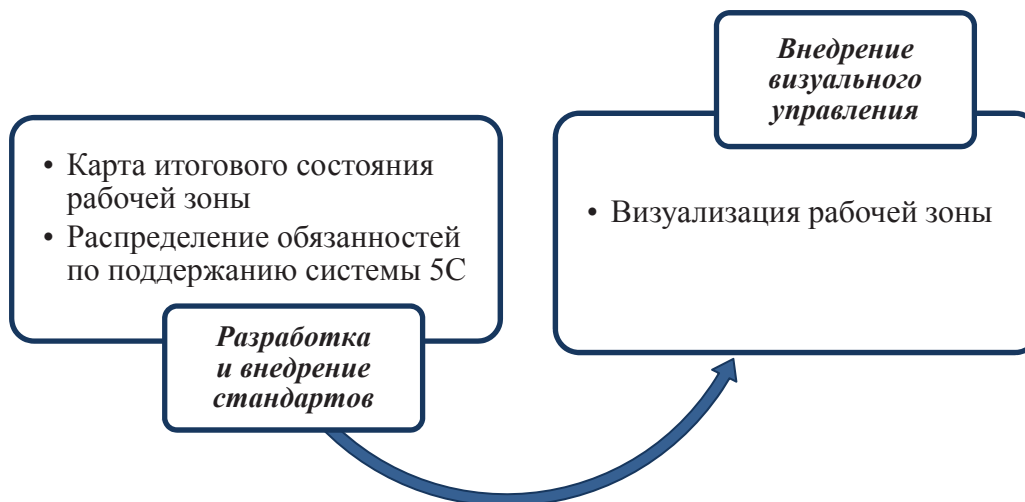 • Карта итогового состояния
рабочей зоны
• Распределение обязанностей
по поддержанию системы 5С
Разработка
и внедрение
стандартов
Внедрение
визуального
управления
• Визуализация рабочей зоны